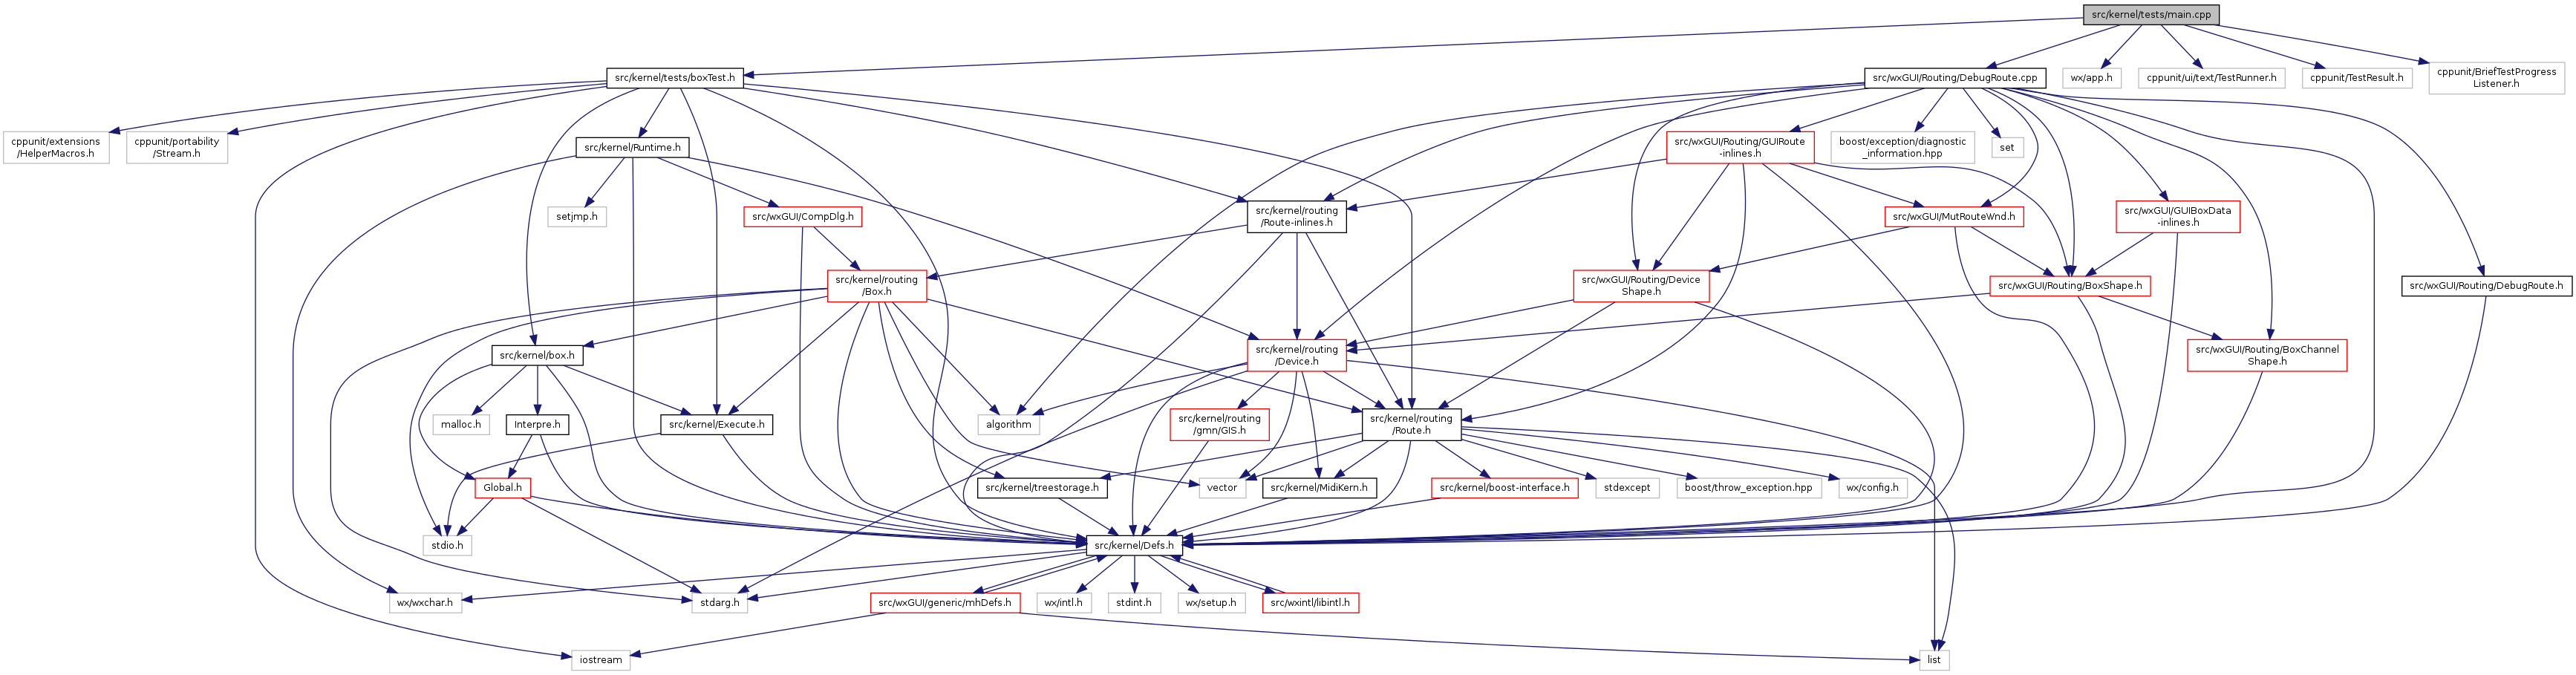 src/kernel/tests/main.cpp
src/kernel/tests/boxTest.h
src/wxGUI/Routing/DebugRoute.cpp
wx/app.h
cppunit/ui/text/TestRunner.h
cppunit/TestResult.h
cppunit/BriefTestProgress
Listener.h
cppunit/extensions
/HelperMacros.h
cppunit/portability
/Stream.h
src/kernel/Runtime.h
src/wxGUI/Routing/GUIRoute
-inlines.h
boost/exception/diagnostic
_information.hpp
set
setjmp.h
src/wxGUI/CompDlg.h
src/kernel/routing
/Route-inlines.h
src/wxGUI/MutRouteWnd.h
src/wxGUI/GUIBoxData
-inlines.h
src/kernel/routing
/Box.h
src/wxGUI/Routing/Device
Shape.h
src/wxGUI/Routing/BoxShape.h
src/wxGUI/Routing/DebugRoute.h
src/kernel/box.h
src/kernel/routing
/Device.h
src/wxGUI/Routing/BoxChannel
Shape.h
malloc.h
Interpre.h
src/kernel/Execute.h
algorithm
src/kernel/routing
/gmn/GIS.h
src/kernel/routing
/Route.h
Global.h
src/kernel/treestorage.h
vector
src/kernel/MidiKern.h
src/kernel/boost-interface.h
stdexcept
boost/throw_exception.hpp
wx/config.h
stdio.h
src/kernel/Defs.h
wx/wxchar.h
stdarg.h
src/wxGUI/generic/mhDefs.h
wx/intl.h
stdint.h
wx/setup.h
src/wxintl/libintl.h
iostream
list